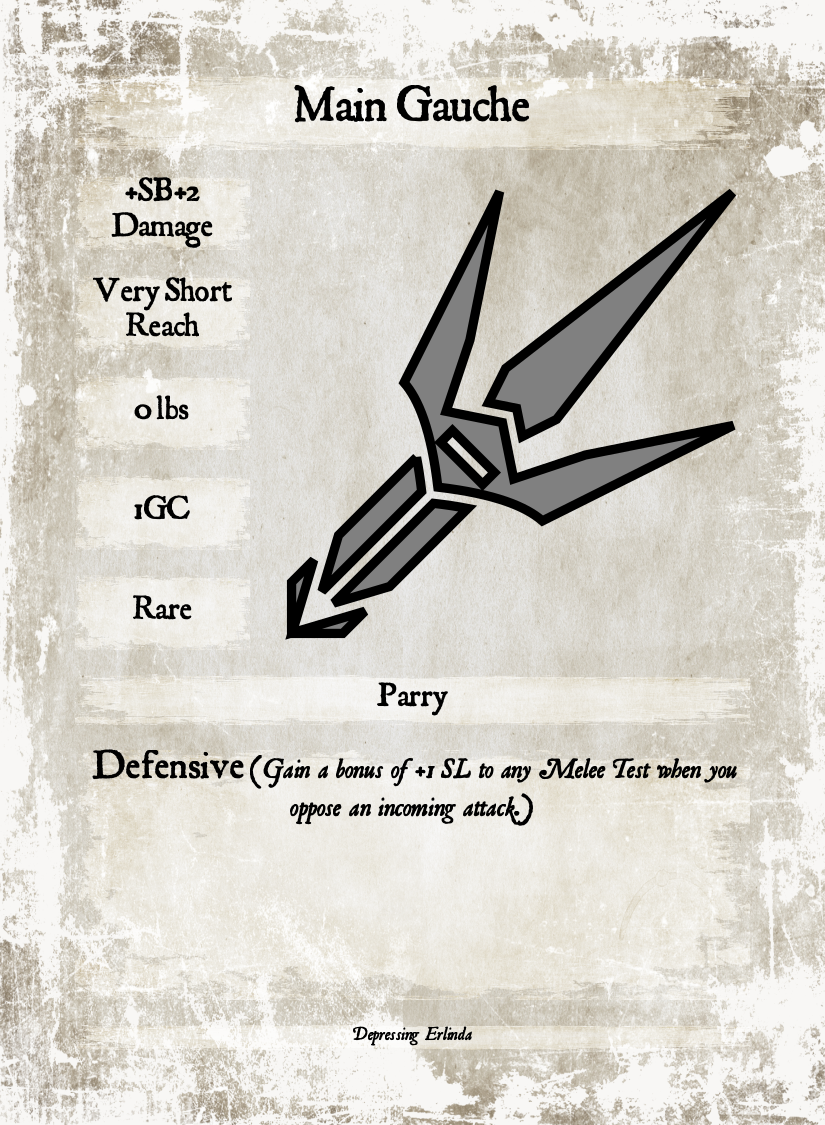 Main Gauche
+SB+2
Damage
Very Short
Reach
0 lbs
1GC
Rare
Parry
Defensive (Gain a bonus of +1 SL to any Melee Test when you
oppose an incoming attack.)
Depressing Erlinda